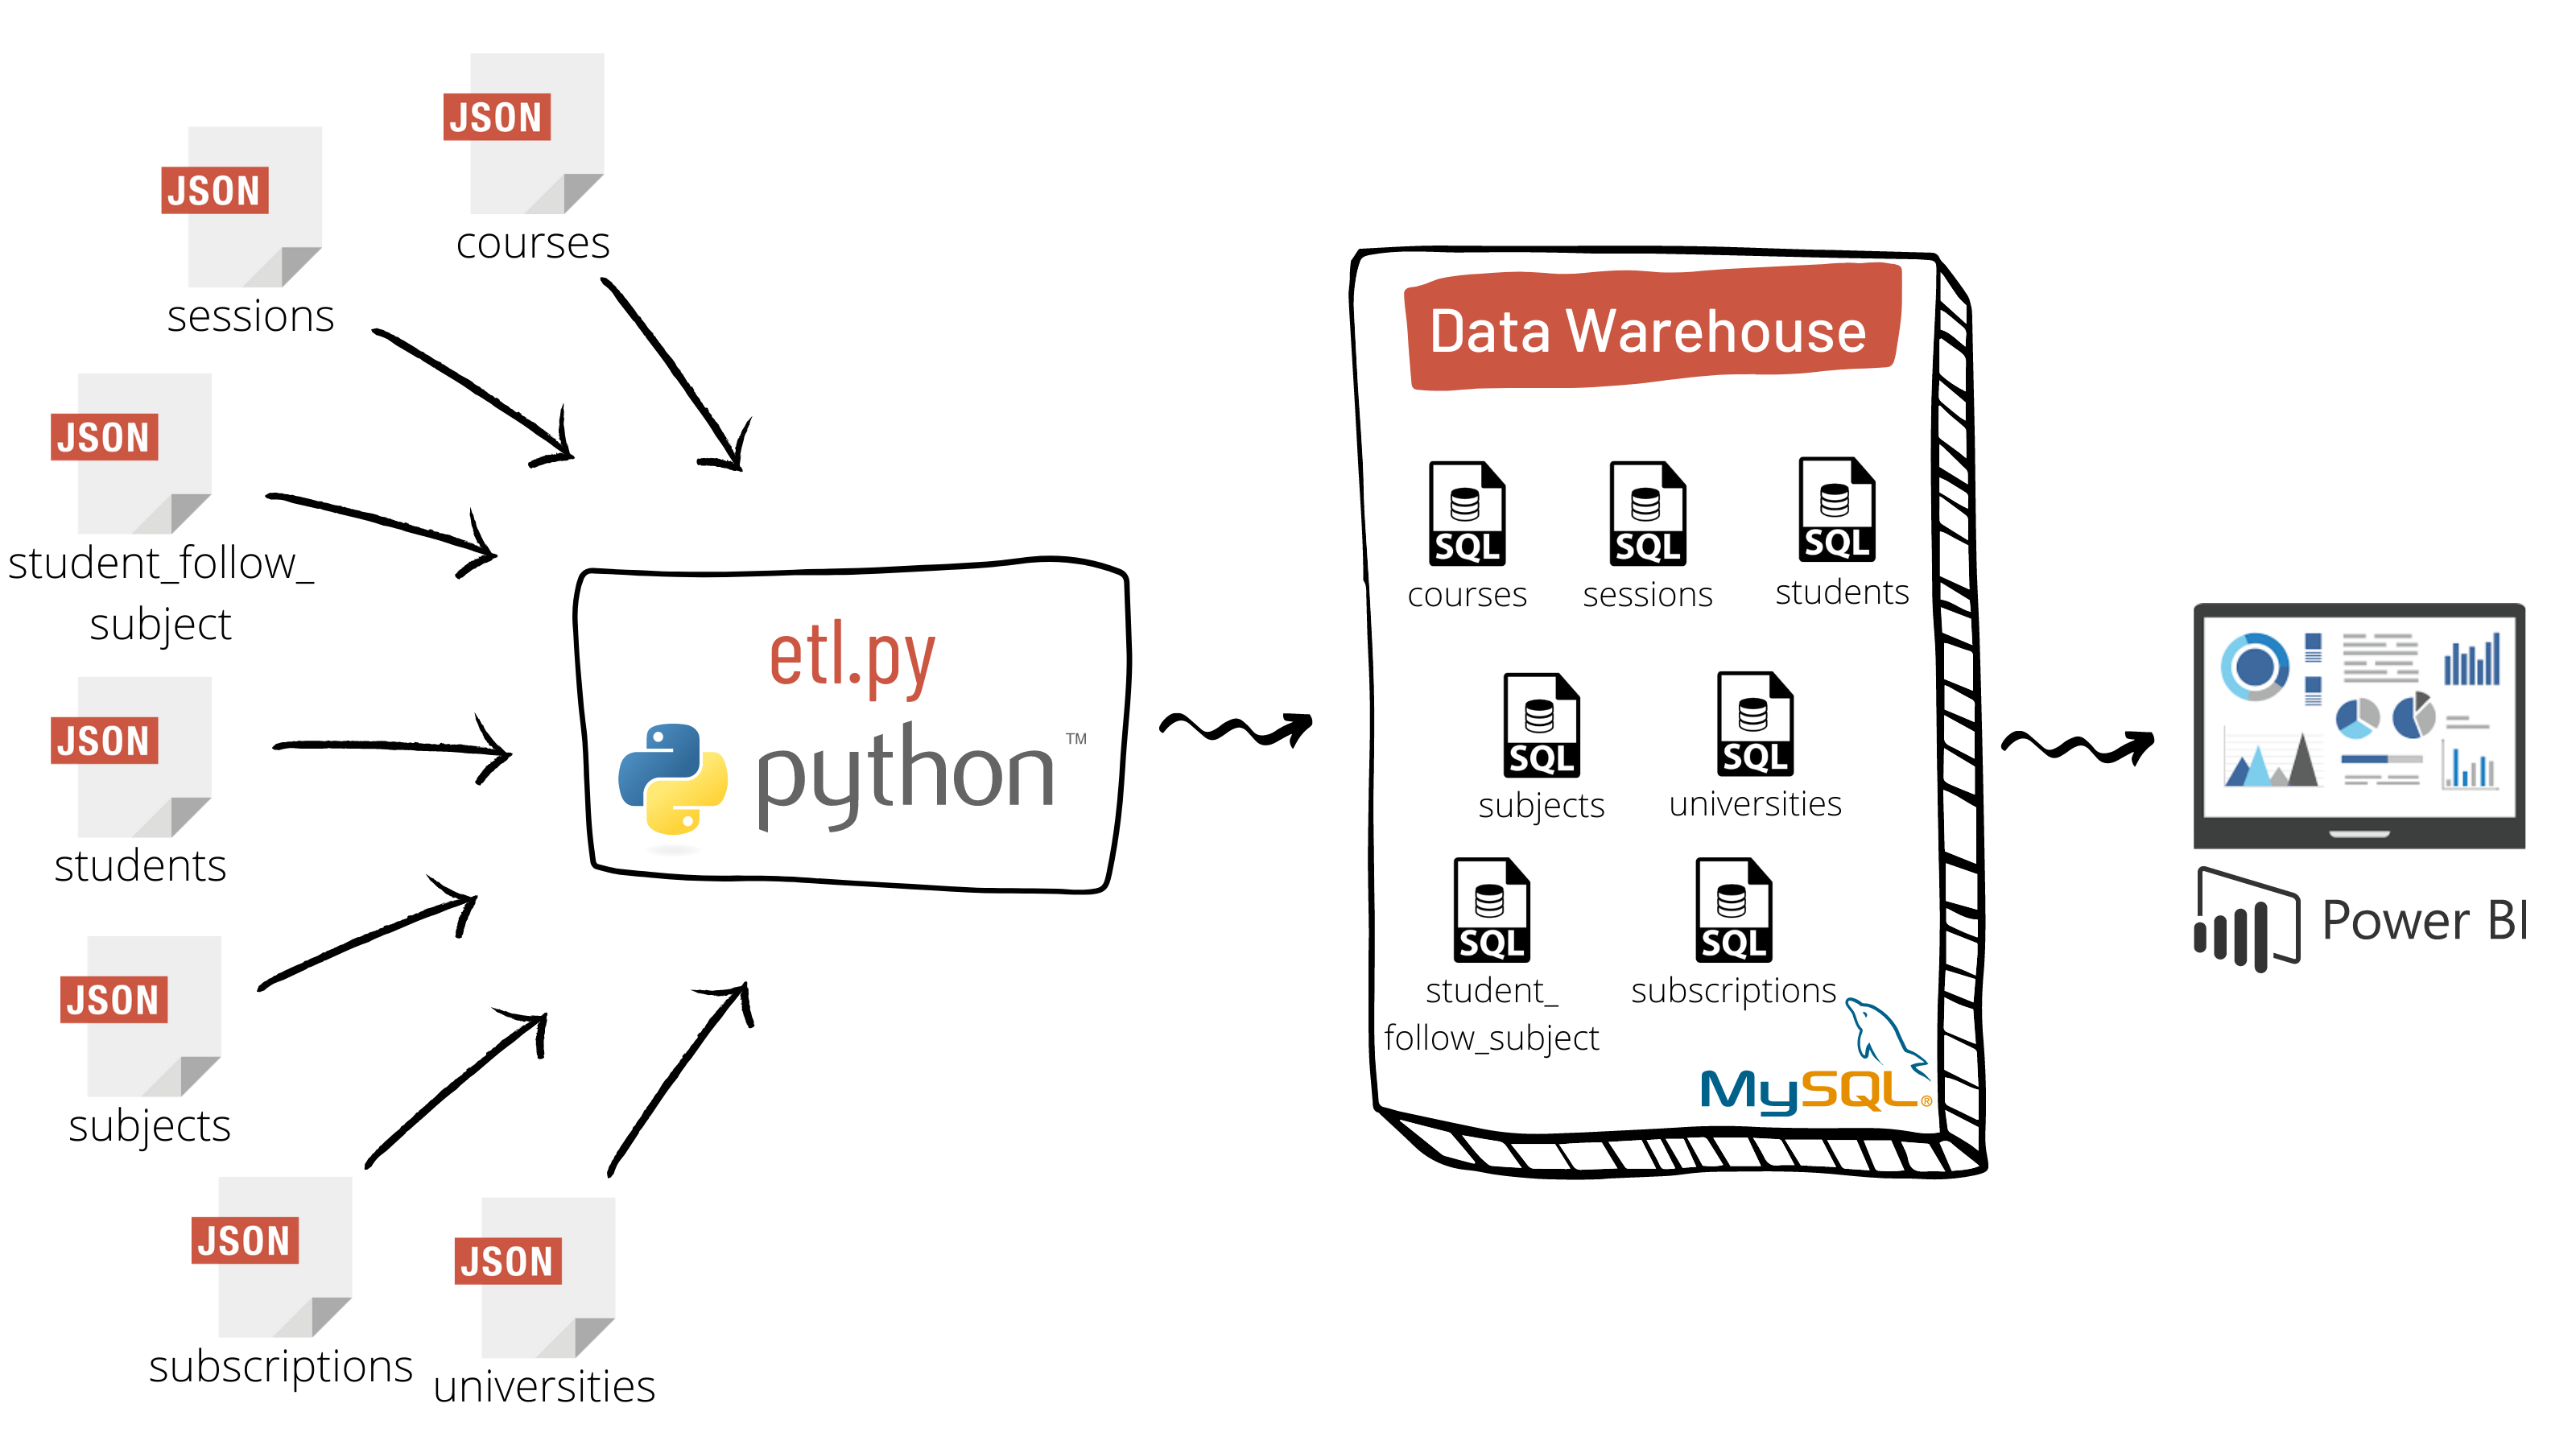 JSON
courses
JSON
sessions
JSON
student_follow_
subject
JSON
students
JSON
subjects
JSON
subscriptions
JSON
universities
etl.py
python™
Data Warehouse
SQL
courses
SQL
sessions
SQL
students
SQL
subjects
SQL
universities
SQL
student_
follow_subject
SQL
subscriptions
MySQL®
Power BI